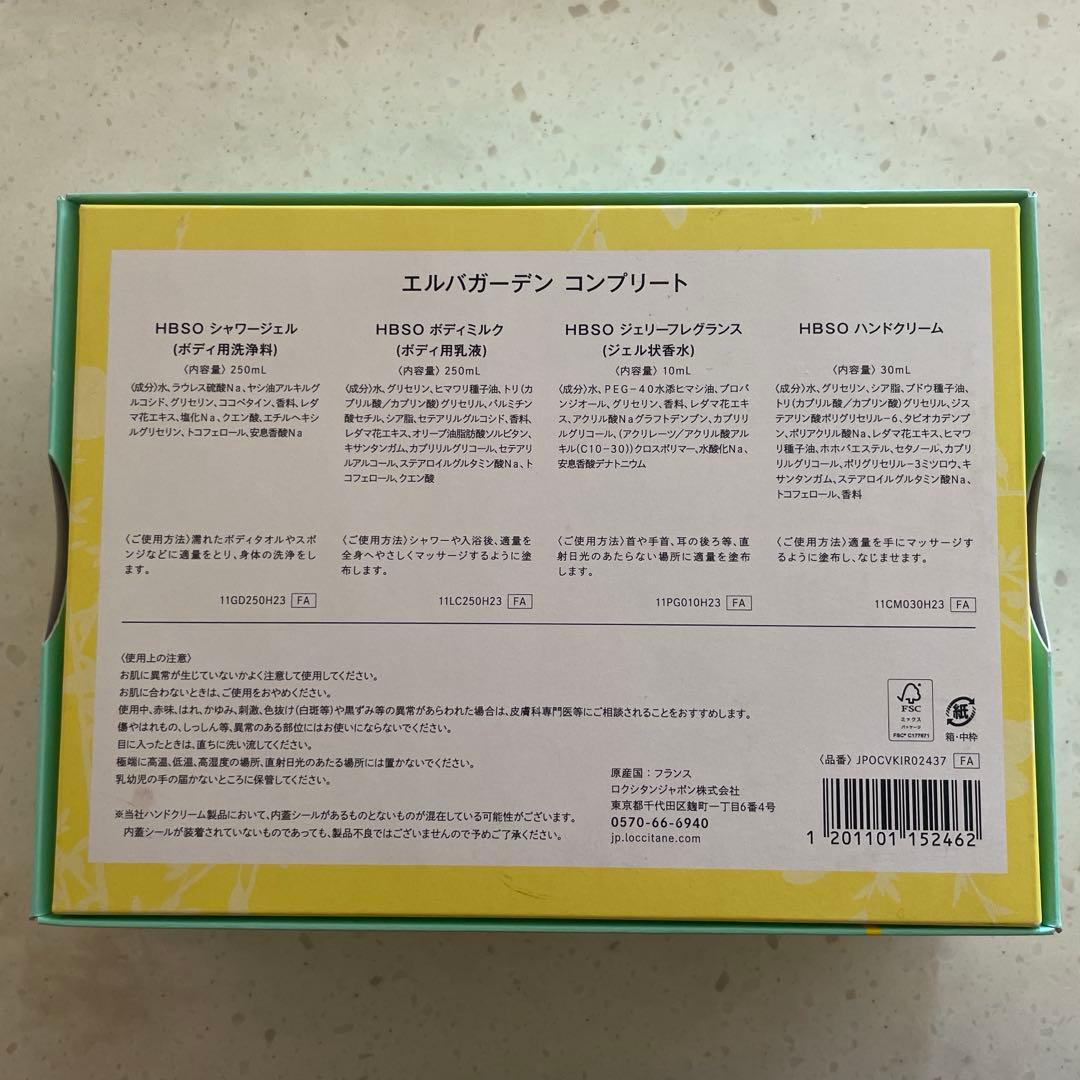 エルバガーデン コンプリート
HBSO シャワージェル
(ボディ用洗浄料)
〈内容量〉250mL
〈成分〉水、ラウレス硫酸Na、ヤシ油アルキルグ
ルコシド、グリセリン、ココベタイン、香料、レダ
マ花エキス、塩化Na、クエン酸、エチルヘキシ
ルグリセリン、トコフェロール、安息香酸Na
〈ご使用方法〉濡れたボディタオルやスポ
ンジなどに適量をとり、身体の洗浄をし
ます。
11GD250H23 FA
HBSO ボディミルク
(ボディ用乳液)
〈内容量〉250mL
〈成分〉水、グリセリン、ヒマワリ種子油、トリ(カ
プリル酸／カプリン酸)グリセリル、パルミチン
酸セチル、シア脂、セテアリルグルコシド、香料、
レダマ花エキス、オリーブ油脂肪酸ソルビタン、
キサンタンガム、カプリリルグリコール、セテアリ
ルアルコール、ステアロイルグルタミン酸Na、ト
コフェロール、クエン酸
〈ご使用方法〉シャワーや入浴後、適量を
全身へやさしくマッサージするように塗
布します。
11LC250H23 FA
HBSO ジェリーフレグランス
(ジェル状香水)
〈内容量〉10mL
〈成分〉水、PEG-40水添ヒマシ油、プロパ
ンジオール、グリセリン、香料、レダマ花エキ
ス、アクリル酸Naグラフトデンプン、カプリリ
ルグリコール、(アクリレーツ／アクリル酸アル
キル(C10-30))クロスポリマー、水酸化Na、
安息香酸デナトニウム
〈ご使用方法〉首や手首、耳の後ろ等、直
射日光のあたらない場所に適量を塗布
します。
11PG010H23 FA
HBSO ハンドクリーム
〈内容量〉30mL
〈成分〉水、グリセリン、シア脂、ブドウ種子油、
トリ(カプリル酸／カプリン酸)グリセリル、ジス
テアリン酸ポリグリセリル-6、タピオカデンプ
ン、ポリアクリル酸Na、レダマ花エキス、ヒマワ
リ種子油、ホホバエステル、セタノール、カプリ
リルグリコール、ポリグリセリル-3ミツロウ、キ
サンタンガム、ステアロイルグルタミン酸Na、
トコフェロール、香料
〈ご使用方法〉適量を手にマッサージす
るように塗布し、なじませます。
11CM030H23 FA
〈使用上の注意〉
お肌に異常が生じていないかよく注意して使用してください。
お肌に合わないときは、ご使用をおやめください。
使用中、赤味、はれ、かゆみ、刺激、色抜け(白斑等)や黒ずみ等の異常があらわれた場合は、皮膚科専門医等にご相談されることをおすすめします。
傷やはれもの、しっしん等、異常のある部位にはお使いにならないでください。
目に入ったときは、直ちに洗い流してください。
極端に高温、低温、高湿度の場所、直射日光のあたる場所には置かないでください。
乳幼児の手の届かないところに保管してください。
※当社ハンドクリーム製品において、内蓋シールがあるものとないものが混在している可能性がございます。
内蓋シールが装着されていないものであっても、製品不良ではございませんので予めご了承ください。
原産国：フランス
ロクシタンジャポン株式会社
東京都千代田区麹町一丁目6番4号
0570-66-6940
jp.loccitane.com
FSC
ミックス
パッケージ
FSC® C177671
紙
箱・中枠
〈品番〉JPOCVKIR02437 FA
1 201101 152462